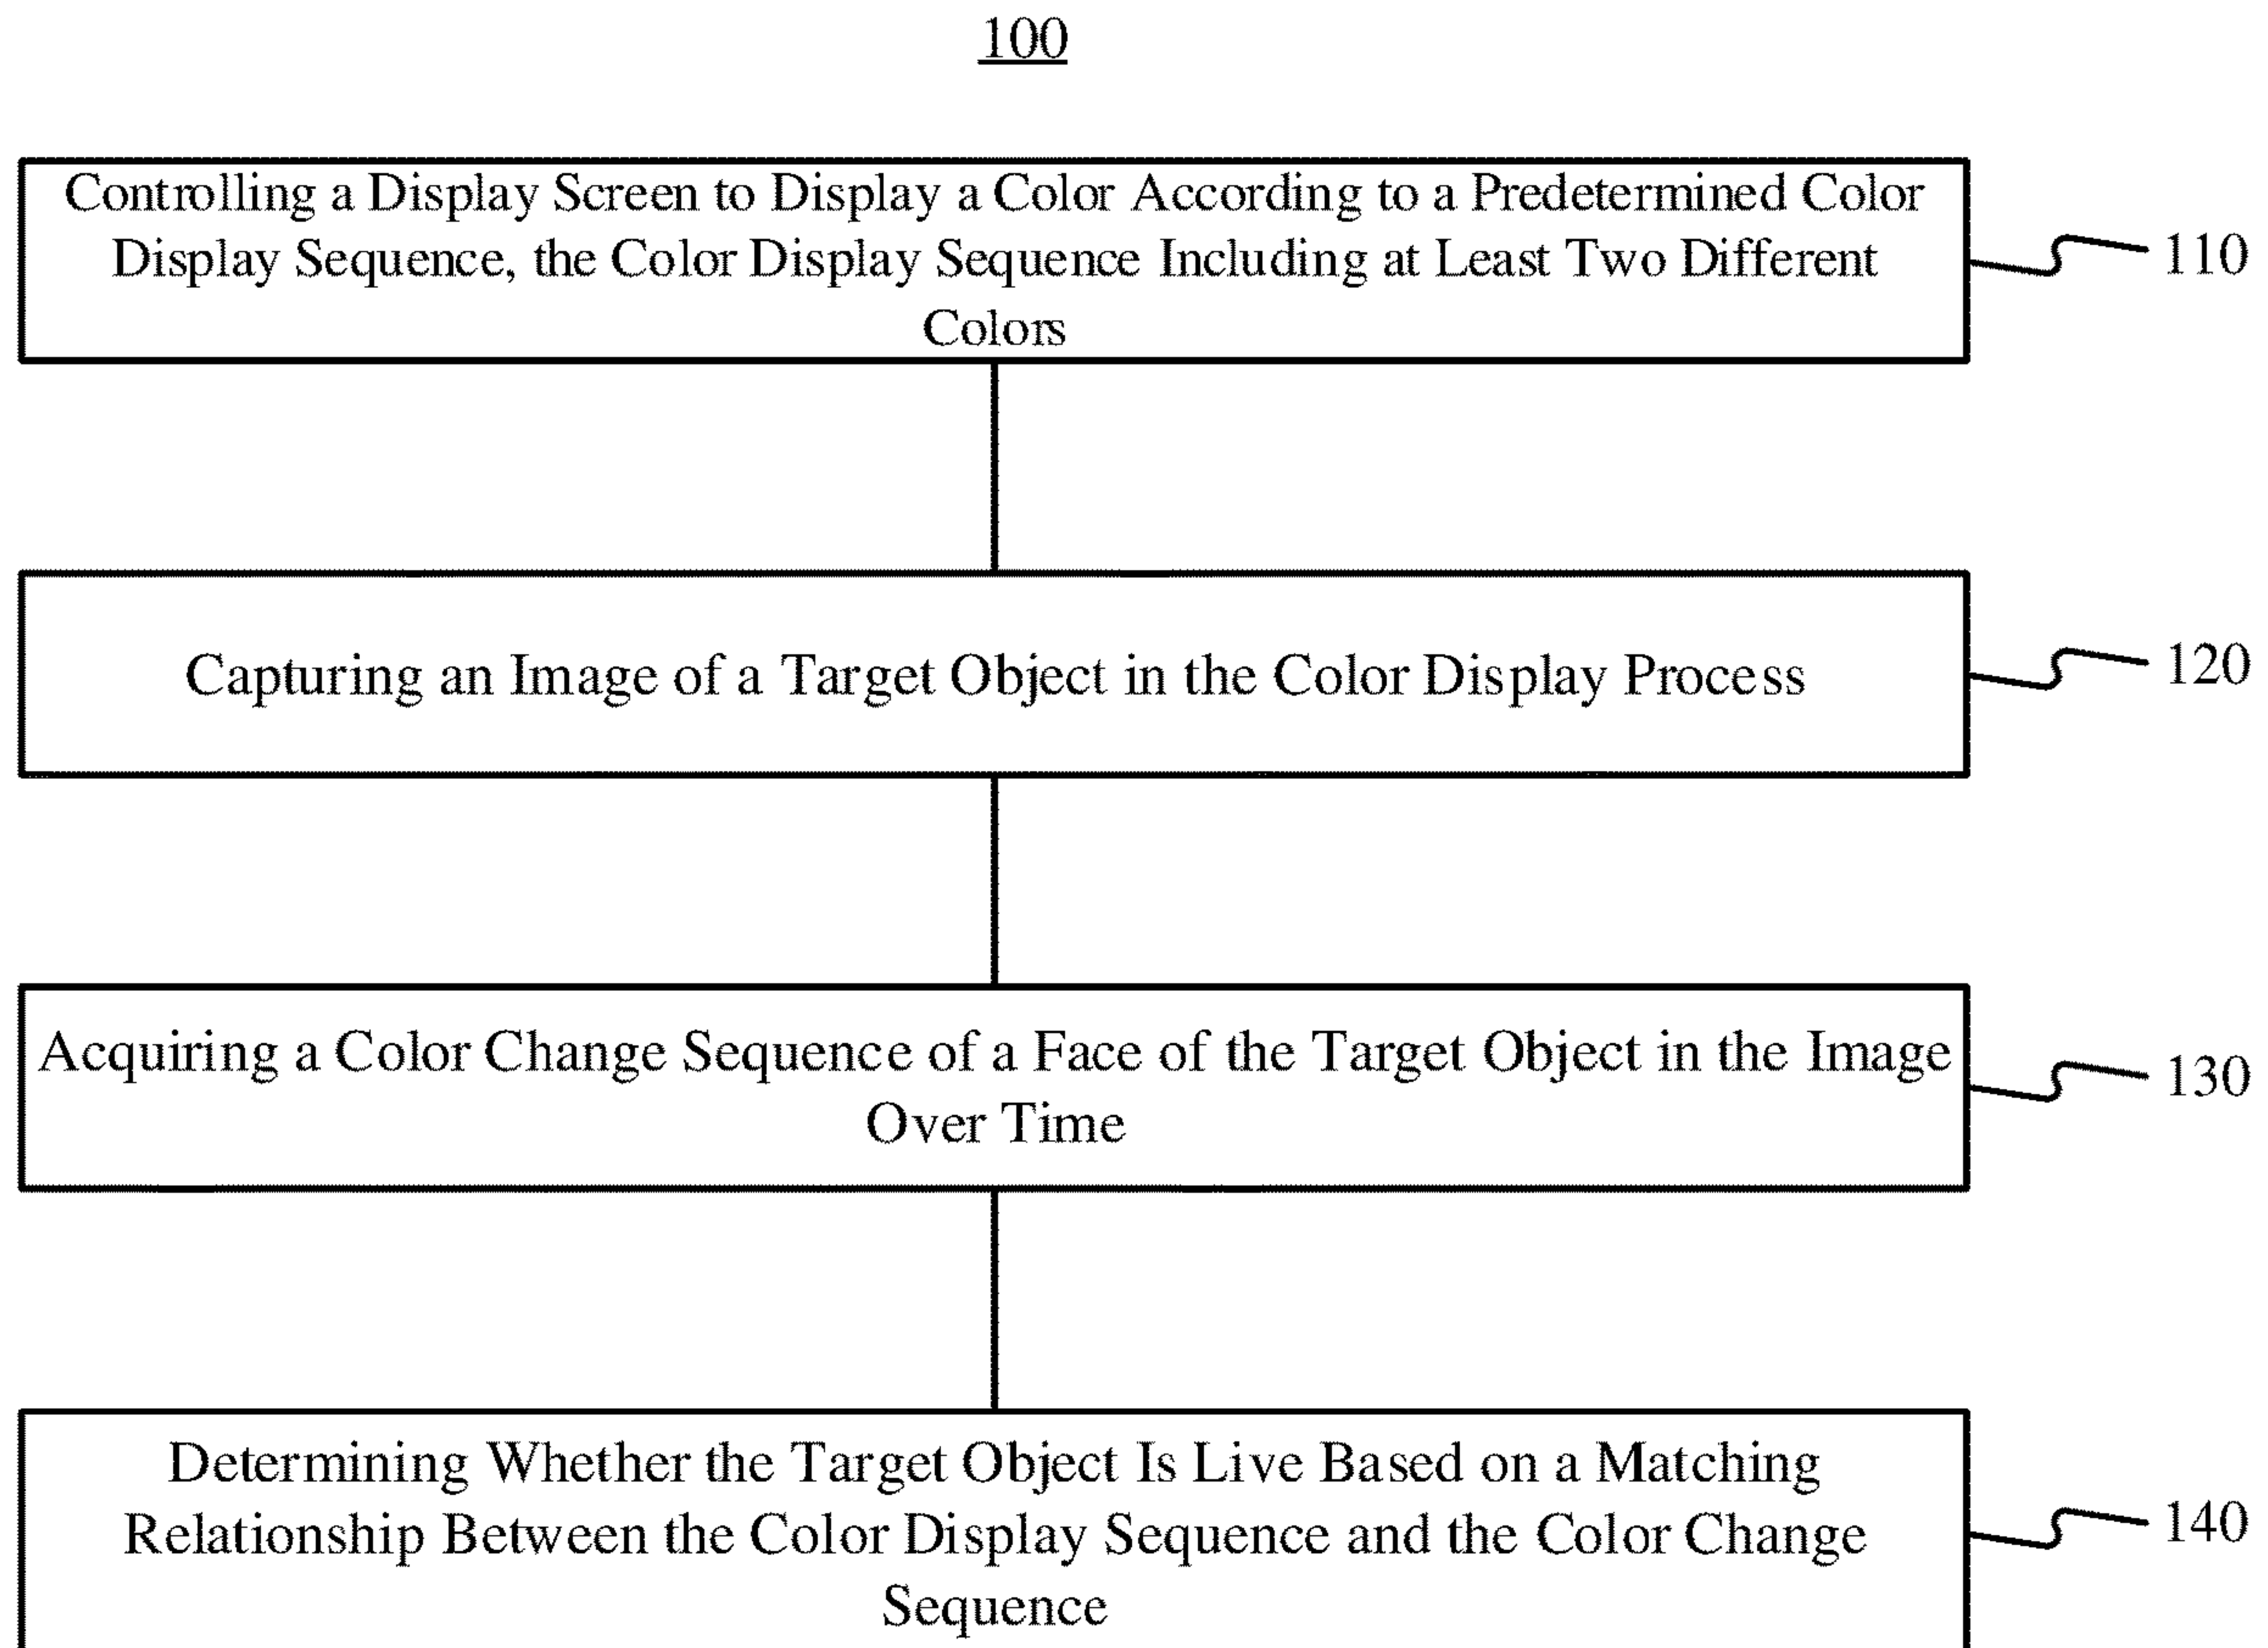 100
Controlling a Display Screen to Display a Color According to a Predetermined Color
Display Sequence, the Color Display Sequence Including at Least Two Different
Colors
110
Capturing an Image of a Target Object in the Color Display Process
120
Acquiring a Color Change Sequence of a Face of the Target Object in the Image
Over Time
130
Determining Whether the Target Object Is Live Based on a Matching
Relationship Between the Color Display Sequence and the Color Change
Sequence
140